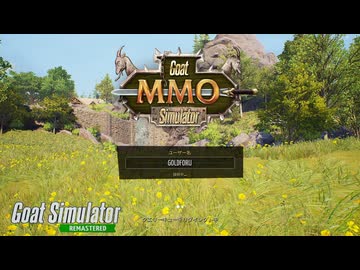 Goat
MMO
Simulator
ユーザー名
GOLDFORU
Goat Simulator
REMASTERED